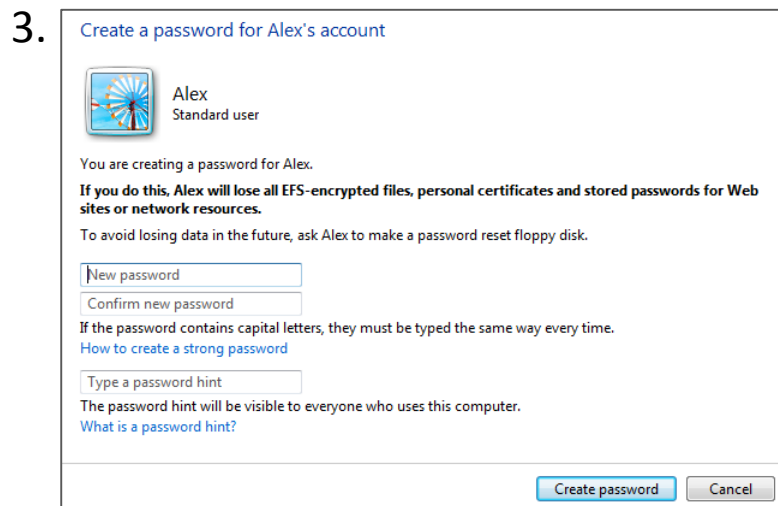 3.
Create a password for Alex's account
Alex
Standard user
You are creating a password for Alex.
If you do this, Alex will lose all EFS-encrypted files, personal certificates and stored passwords for Web
sites or network resources.
To avoid losing data in the future, ask Alex to make a password reset floppy disk.
New password
Confirm new password
If the password contains capital letters, they must be typed the same way every time.
How to create a strong password
Type a password hint
The password hint will be visible to everyone who uses this computer.
What is a password hint?
Create password Cancel